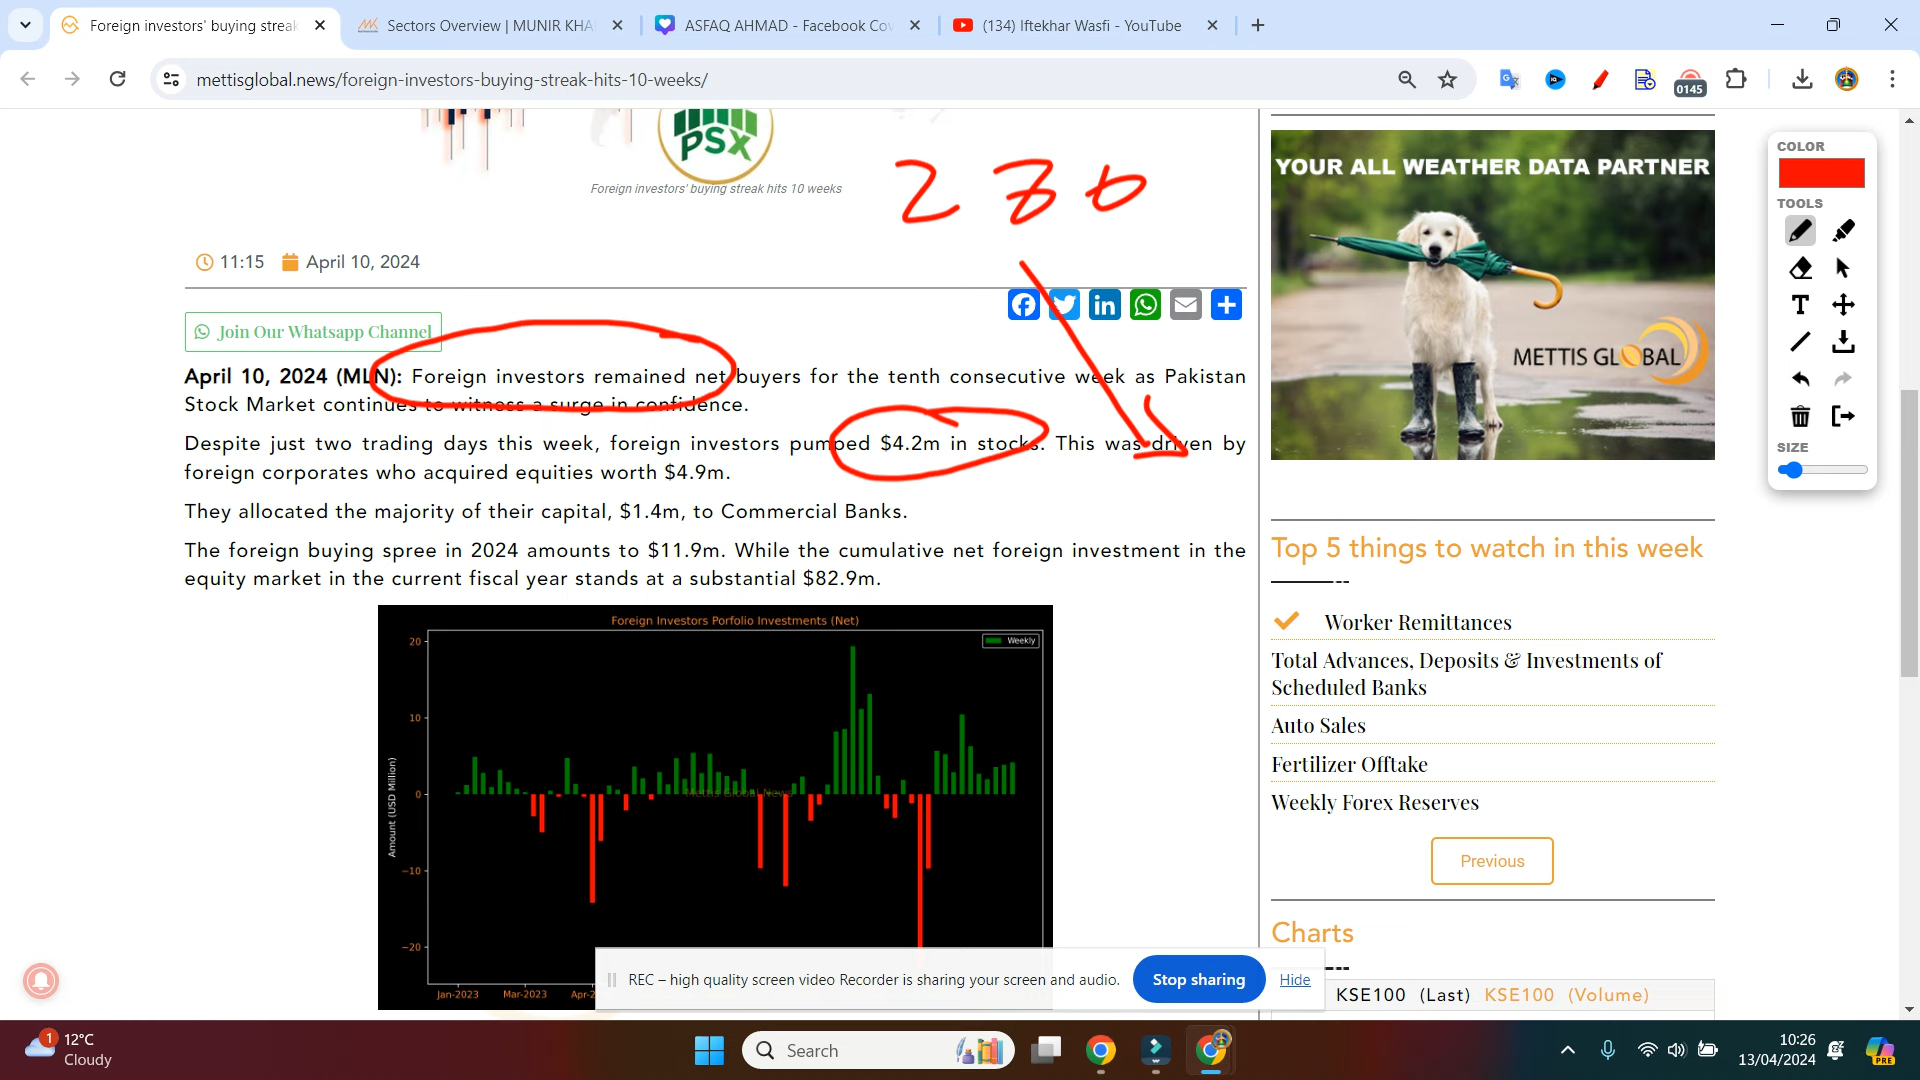 Foreign investors' buying streak
Sectors Overview | MUNIR KHA
ASFAQ AHMAD - Facebook Cov
(134) Iftekhar Wasfi - YouTube
mettisglobal.news/foreign-investors-buying-streak-hits-10-weeks/
0145
PSX
Foreign investors' buying streak hits 10 weeks
11:15 April 10, 2024
Join Our Whatsapp Channel
April 10, 2024 (MLN): Foreign investors remained net buyers for the tenth consecutive week as Pakistan
Stock Market continues to witness a surge in confidence.
Despite just two trading days this week, foreign investors pumped $4.2m in stocks. This was driven by
foreign corporates who acquired equities worth $4.9m.
They allocated the majority of their capital, $1.4m, to Commercial Banks.
The foreign buying spree in 2024 amounts to $11.9m. While the cumulative net foreign investment in the
equity market in the current fiscal year stands at a substantial $82.9m.
Foreign Investors Porfolio Investments (Net)
Weekly
20
10
0
−10
−20
Amount (USD Million)
Mettis Global News
Jan-2023 Mar-2023
YOUR ALL WEATHER DATA PARTNER
METTIS GLOBAL
Top 5 things to watch in this week
Worker Remittances
Total Advances, Deposits & Investments of
Scheduled Banks
Auto Sales
Fertilizer Offtake
Weekly Forex Reserves
Previous
Charts
KSE100 (Last) KSE100 (Volume)
COLOR
TOOLS
T
SIZE
REC – high quality screen video Recorder is sharing your screen and audio.
Stop sharing
Hide
1
12°C
Cloudy
Search
10:26
13/04/2024
PRE